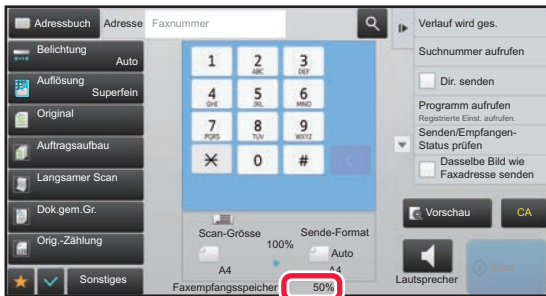 Adressbuch Adresse Faxnummer
Belichtung
Auto
Auflösung
Superfein
Original
Auftragsaufbau
Langsamer Scan
Dok.gem.Gr.
Orig.-Zählung
Sonstiges
1 2 3
ABC DEF
4 5 6
GHI JKL MNO
7 8 9
PQRS TUV WXYZ
0 #
Scan-Grösse 100% Sende-Format
Auto
A4 A4
Faxempfangsspeicher 50%
Verlauf wird ges.
Suchnummer aufrufen
Dir. senden
Programm aufrufen
Registrierte Einst. aufrufen.
Senden/Empfangen-
Status prüfen
Dasselbe Bild wie
Faxadresse senden
Vorschau CA
Lautsprecher
Start